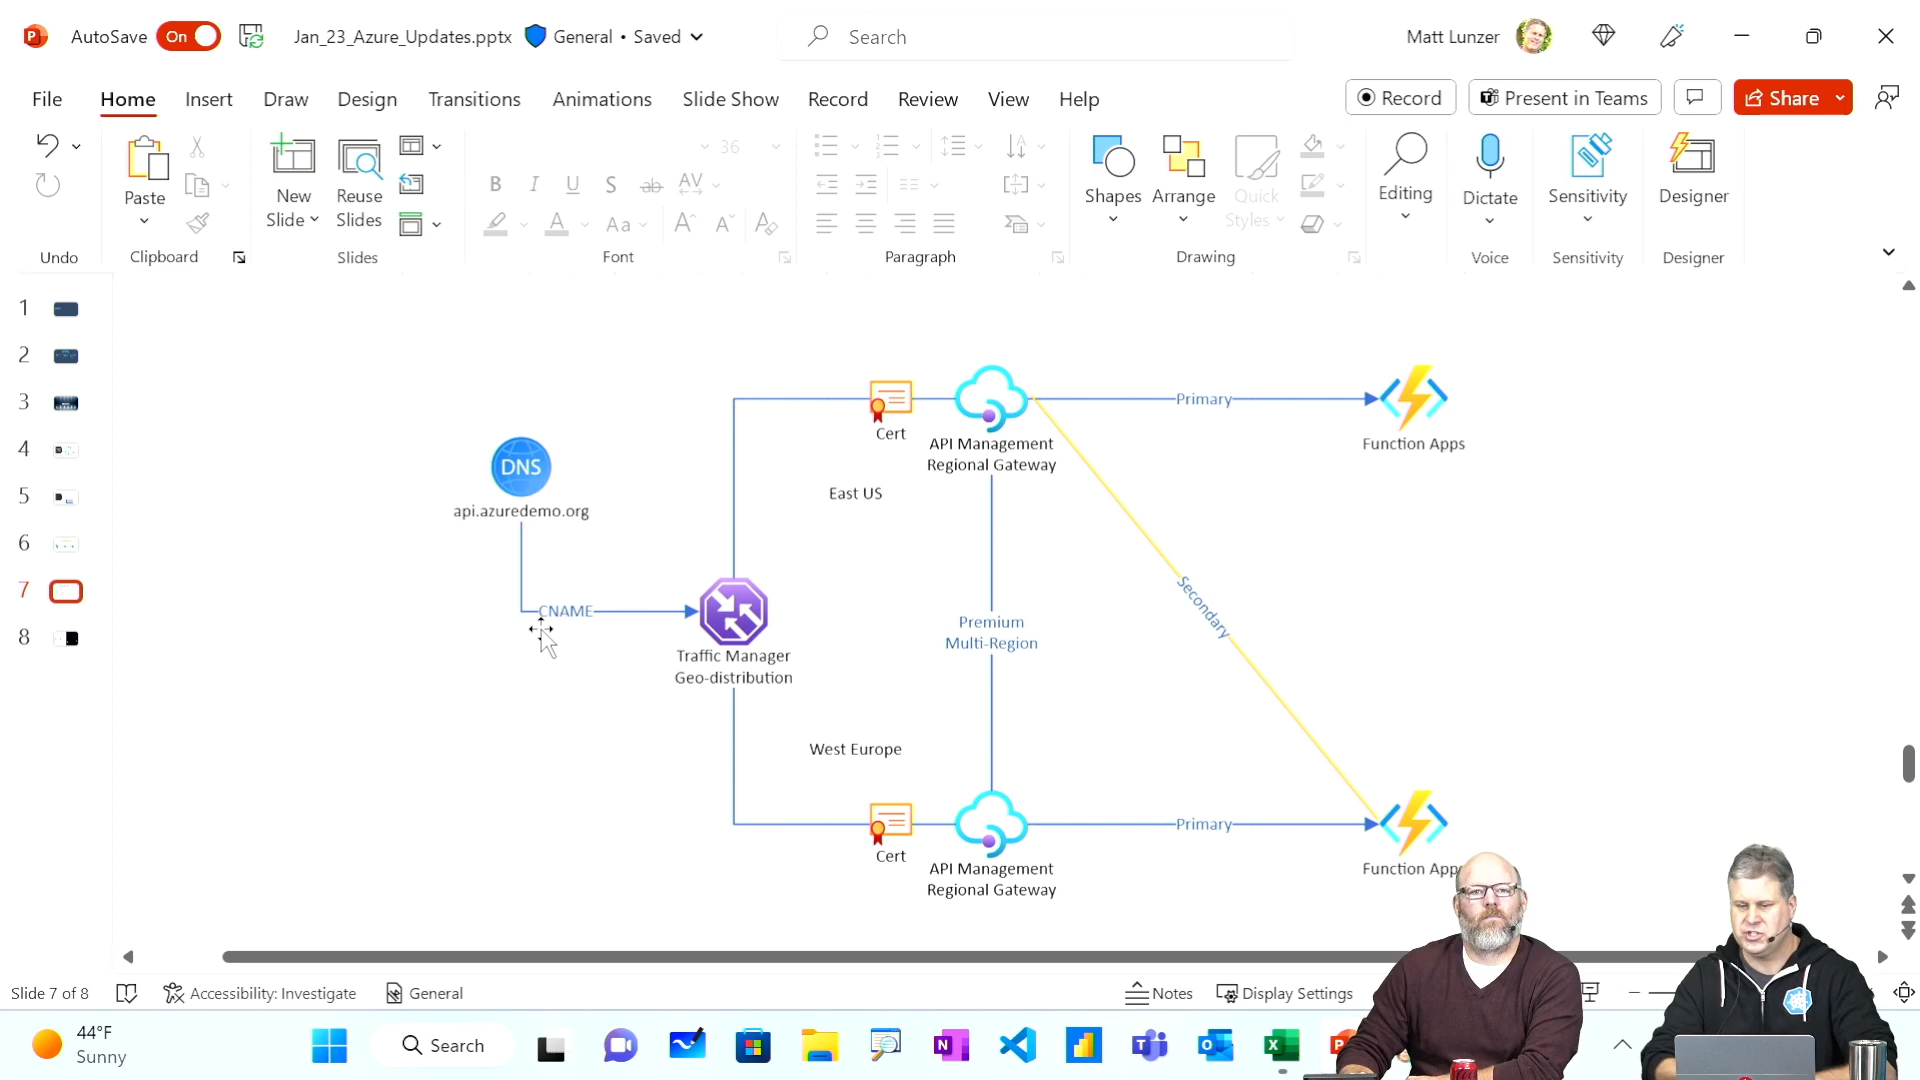 AutoSave On Jan_23_Azure_Updates.pptx General • Saved Search Matt Lunzer
File Home Insert Draw Design Transitions Animations Slide Show Record Review View Help Record Present in Teams Share
36
Paste New Slide Reuse Slides Shapes Arrange Quick Styles Editing Dictate Sensitivity Designer
B I U S ab AV
A Aa A A A
Undo Clipboard Slides Font Paragraph Drawing Voice Sensitivity Designer
1
2
3
4
5
6
7
8
Cert
API Management
Regional Gateway
Primary
Function Apps
East US
DNS
api.azuredemo.org
CNAME
Traffic Manager
Geo-distribution
Premium
Multi-Region
Secondary
West Europe
Cert
API Management
Regional Gateway
Primary
Function App
Slide 7 of 8 Accessibility: Investigate General Notes Display Settings
44°F
Sunny
Search
N